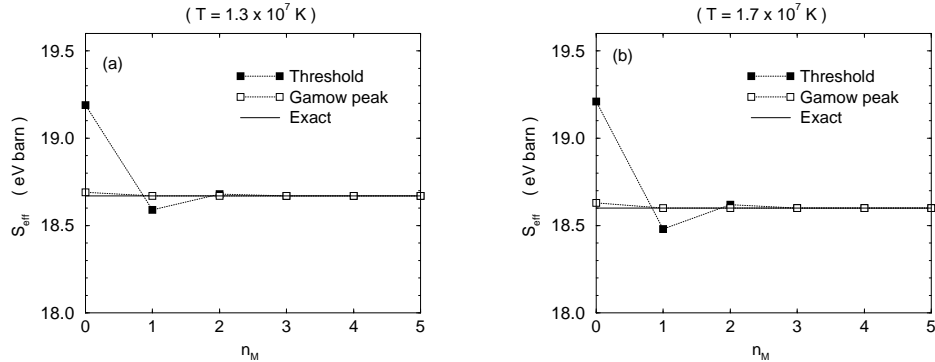 ( T = 1.3 x 10⁷ K)
(a)
Threshold
Gamow peak
Exact
19.5
19.0
18.5
18.0
S_eff ( eV barn)
0 1 2 3 4 5
n_M
( T = 1.7 x 10⁷ K)
(b)
Threshold
Gamow peak
Exact
19.5
19.0
18.5
18.0
S_eff ( eV barn)
0 1 2 3 4 5
n_M